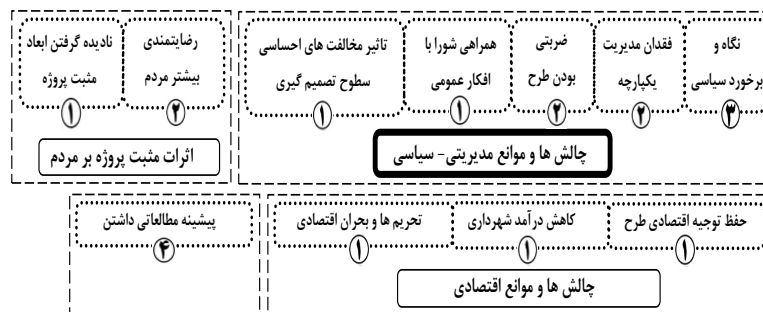 نگاه و
برخورد سیاسی
۳
فقدان مدیریت
یکپارچه
۲
ضربتی
بودن طرح
۲
همراهی شورا با
افکار عمومی
۱
تاثیر مخالفت های احساسی
سطوح تصمیم گیری
۱
چالش ها و موانع مدیریتی- سیاسی
رضایتمندی
بیشتر مردم
۲
نادیده گرفتن ابعاد
مثبت پروژه
۱
اثرات مثبت پروژه بر مردم
حفظ توجیه اقتصادی طرح
۱
کاهش درآمد شهرداری
۱
تحریم ها و بحران اقتصادی
۱
چالش ها و موانع اقتصادی
پیشینه مطالعاتی داشتن
۴